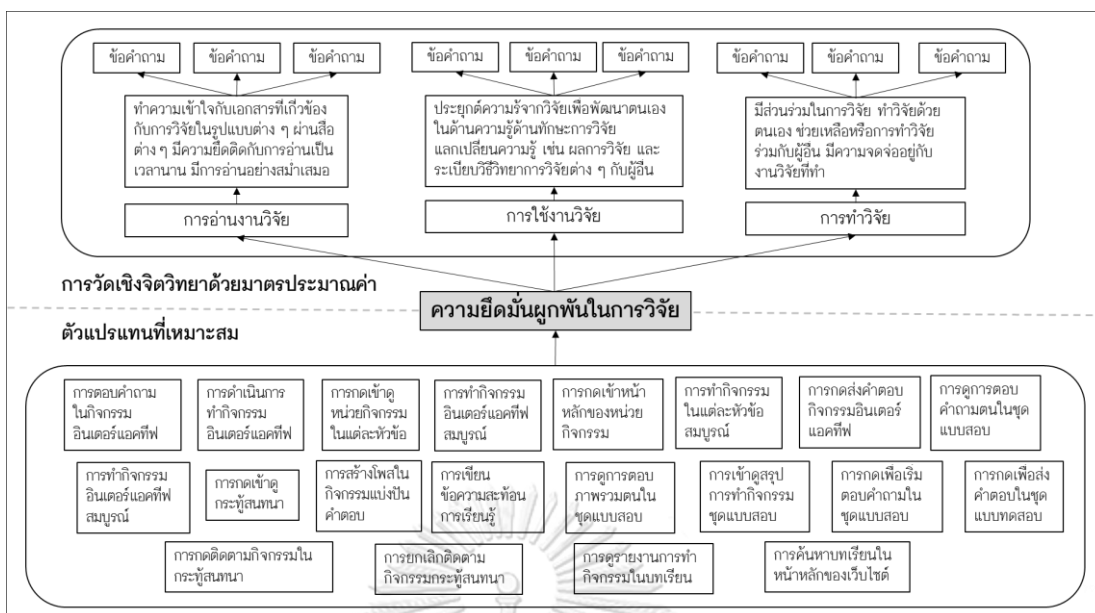 ข้อคำถาม ข้อคำถาม ข้อคำถาม
ข้อคำถาม ข้อคำถาม ข้อคำถาม
ข้อคำถาม ข้อคำถาม ข้อคำถาม
ทำความเข้าใจกับเอกสารที่เกี่วข้อง
กับการวิจัยในรูปแบบต่าง ๆ ผ่านสื่อ
ต่าง ๆ มีความยึดติดกับการอ่านเป็น
เวลานาน มีการอ่านอย่างสม่ำเสมอ
ประยุกต์ความรู้จากวิจัยเพื่อพัฒนาตนเอง
ในด้านความรู้ด้านทักษะการวิจัย
แลกเปลี่ยนความรู้ เช่น ผลการวิจัย และ
ระเบียบวิธีวิทยาการวิจัยต่าง ๆ กับผู้อื่น
มีส่วนร่วมในการวิจัย ทำวิจัยด้วย
ตนเอง ช่วยเหลือหรือการทำวิจัย
ร่วมกับผู้อื่น มีความจดจ่ออยู่กับ
งานวิจัยที่ทำ
การอ่านงานวิจัย
การใช้งานวิจัย
การทำวิจัย
การวัดเชิงจิตวิทยาด้วยมาตรประมาณค่า
ความยึดมั่นผูกพันในการวิจัย
ตัวแปรแทนที่เหมาะสม
การตอบคำถาม
ในกิจกรรม
อินเตอร์แอคทีฟ
การดำเนินการ
ทำกิจกรรม
อินเตอร์แอคทีฟ
การกดเข้าดู
หน่วยกิจกรรม
ในแต่ละหัวข้อ
การทำกิจกรรม
อินเตอร์แอคทีฟ
สมบูรณ์
การกดเข้าหน้า
หลักของหน่วย
กิจกรรม
การทำกิจกรรม
ในแต่ละหัวข้อ
สมบูรณ์
การกดส่งคำตอบ
กิจกรรมอินเตอร์
แอคทีฟ
การดูการตอบ
คำถามตนในชุด
แบบสอบ
การทำกิจกรรม
อินเตอร์แอคทีฟ
สมบูรณ์
การกดเข้าดู
กระทู้สนทนา
การสร้างโพสใน
กิจกรรมแบ่งปัน
คำตอบ
การเขียน
ข้อความสะท้อน
การเรียนรู้
การดูการตอบ
ภาพรวมตนใน
ชุดแบบสอบ
การเข้าดูสรุป
การทำกิจกรรม
ชุดแบบสอบ
การกดเพื่อเริ่ม
ตอบคำถามใน
ชุดแบบสอบ
การกดเพื่อส่ง
คำตอบในชุด
แบบทดสอบ
การกดติดตามกิจกรรมใน
กระทู้สนทนา
การยกเลิกติดตาม
กิจกรรมกระทู้สนทนา
การดูรายงานการทำ
กิจกรรมในบทเรียน
การค้นหาบทเรียนใน
หน้าหลักของเว็บไซต์